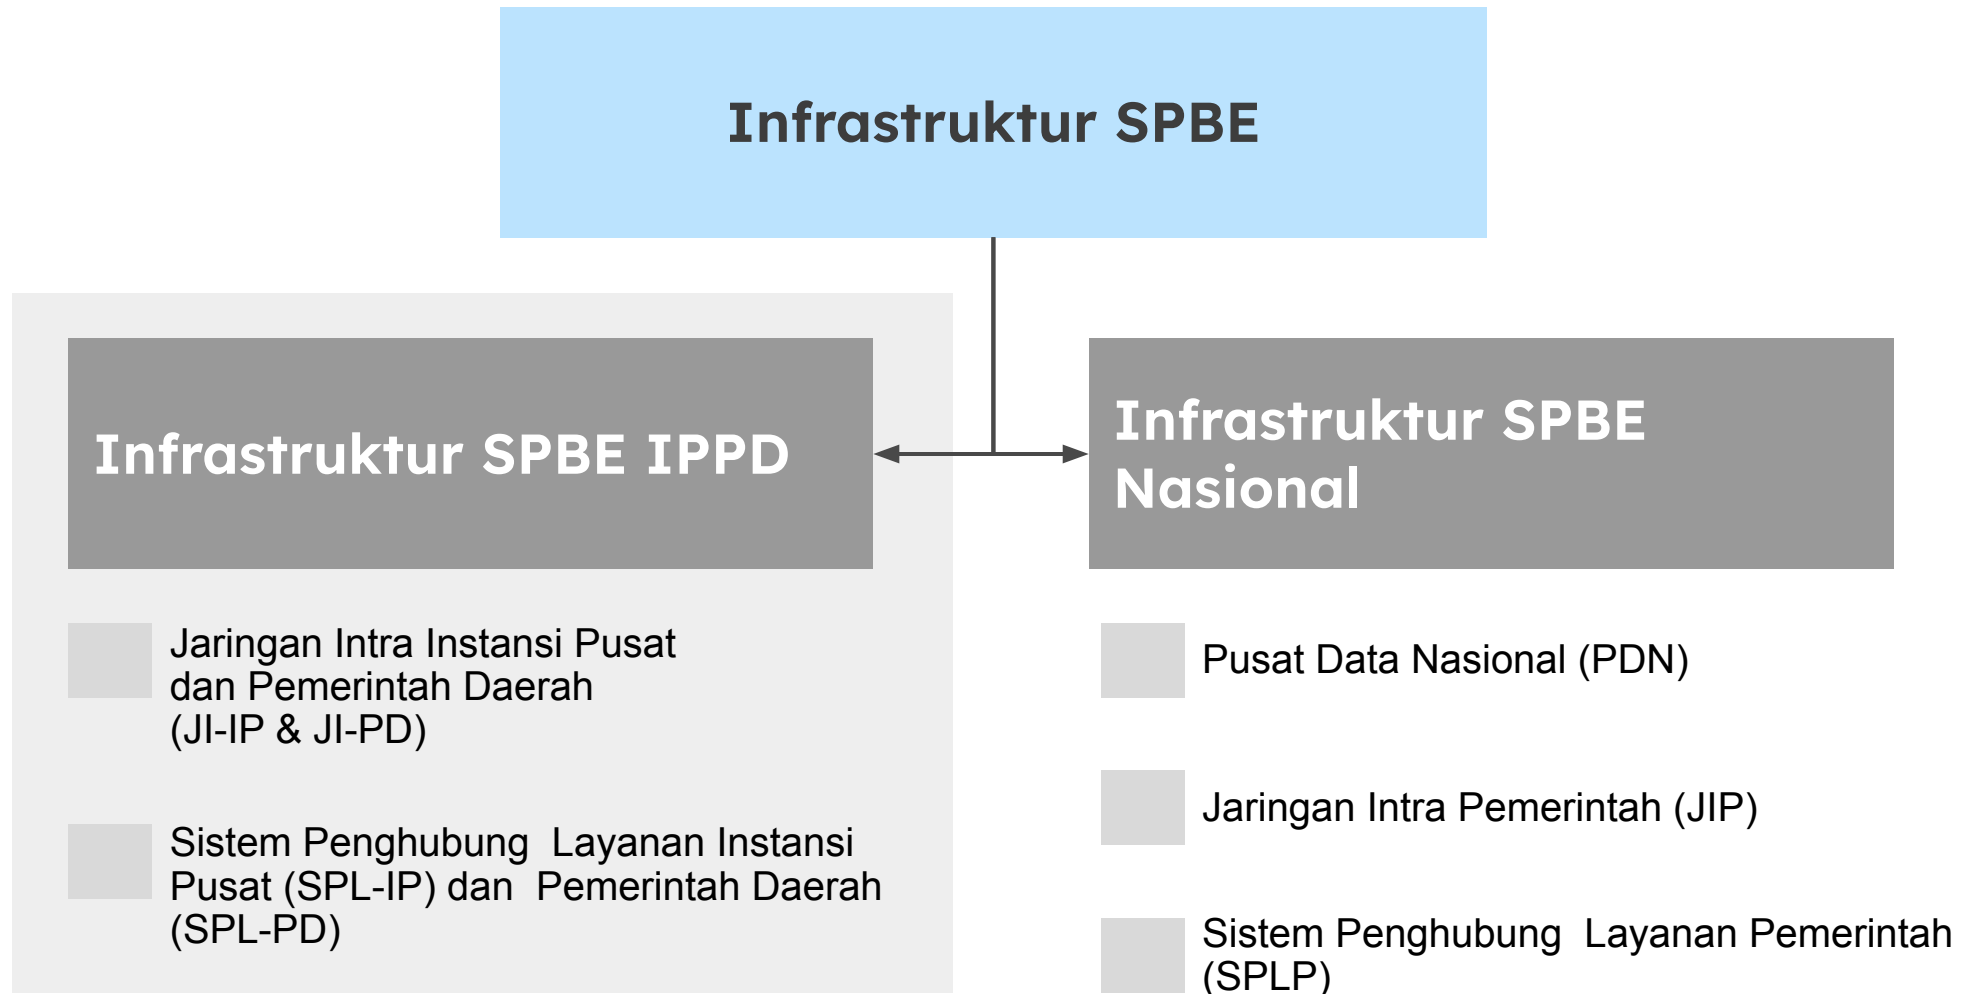 Infrastruktur SPBE
Infrastruktur SPBE IPPD
Jaringan Intra Instansi Pusat
dan Pemerintah Daerah
(JI-IP & JI-PD)
Sistem Penghubung  Layanan Instansi
Pusat (SPL-IP) dan  Pemerintah Daerah
(SPL-PD)
Infrastruktur SPBE
Nasional
Pusat Data Nasional (PDN)
Jaringan Intra Pemerintah (JIP)
Sistem Penghubung  Layanan Pemerintah
(SPLP)